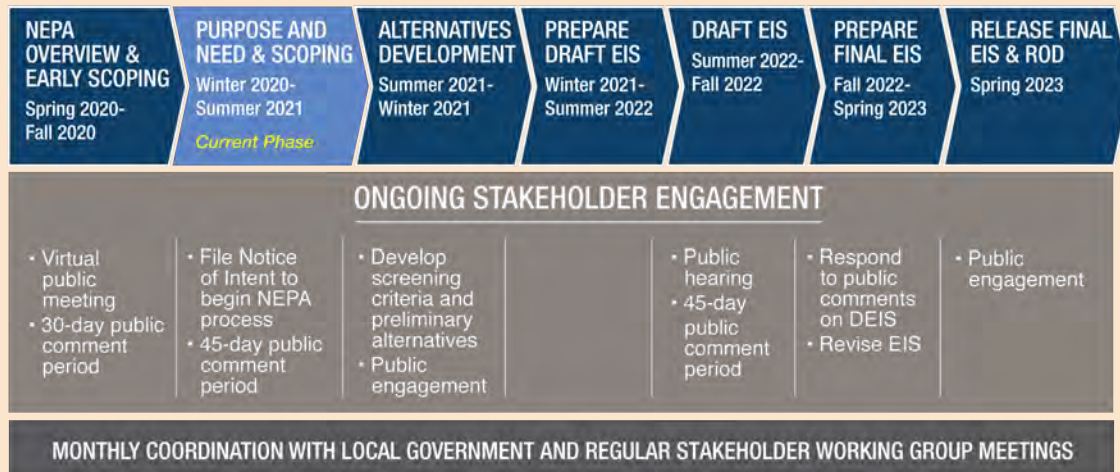 NEPA
OVERVIEW &
EARLY SCOPING
Spring 2020-
Fall 2020
PURPOSE AND
NEED & SCOPING
Winter 2020-
Summer 2021
Current Phase
ALTERNATIVES
DEVELOPMENT
Summer 2021-
Winter 2021
PREPARE
DRAFT EIS
Winter 2021-
Summer 2022
DRAFT EIS
Summer 2022-
Fall 2022
PREPARE
FINAL EIS
Fall 2022-
Spring 2023
RELEASE FINAL
EIS & ROD
Spring 2023
ONGOING STAKEHOLDER ENGAGEMENT
• Virtual
public
meeting
• 30-day public
comment
period
• File Notice
of Intent to
begin NEPA
process
• 45-day public
comment
period
• Develop
screening
criteria and
preliminary
alternatives
• Public
engagement
• Public
hearing
• 45-day
public
comment
period
• Respond
to public
comments
on DEIS
• Revise EIS
• Public
engagement
MONTHLY COORDINATION WITH LOCAL GOVERNMENT AND REGULAR STAKEHOLDER WORKING GROUP MEETINGS